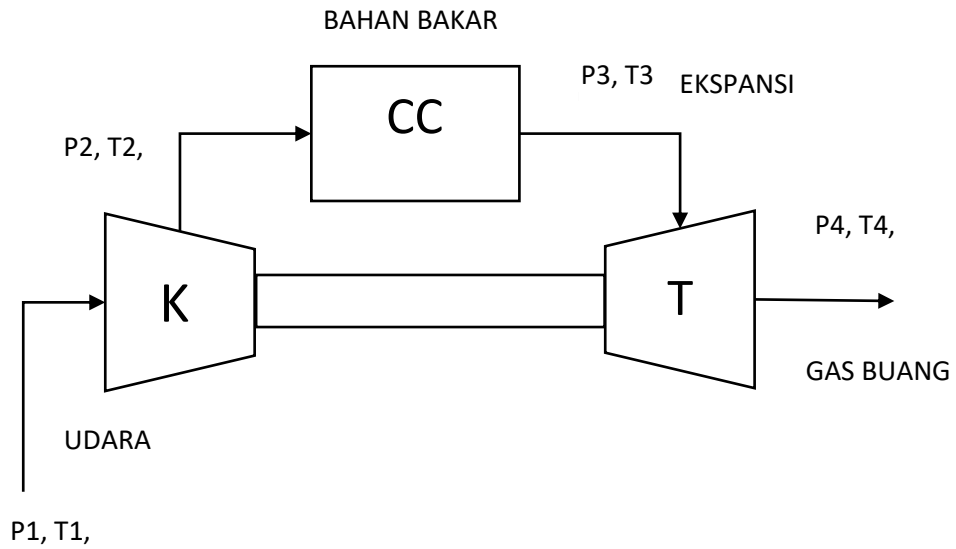 BAHAN BAKAR
P3, T3
EKSPANSI
CC
P2, T2,
P4, T4,
K
T
GAS BUANG
UDARA
P1, T1,